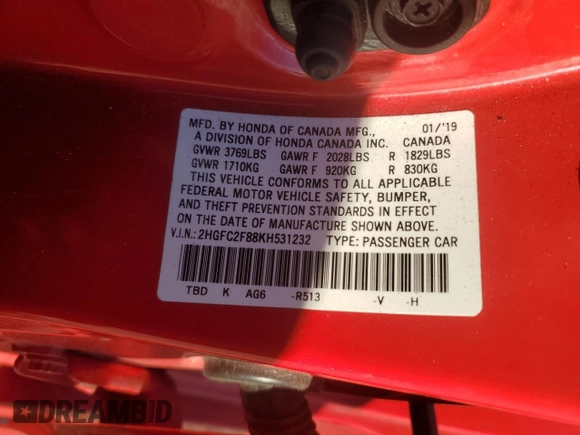 MFD. BY HONDA OF CANADA MFG., 01/'19
A DIVISION OF HONDA CANADA INC. CANADA
GVWR 3769LBS GAWR F 2028LBS R 1829LBS
GVWR 1710KG GAWR F 920KG R 830KG
THIS VEHICLE CONFORMS TO ALL APPLICABLE
FEDERAL MOTOR VEHICLE SAFETY, BUMPER,
AND THEFT PREVENTION STANDARDS IN EFFECT
ON THE DATE OF MANUFACTURE SHOWN ABOVE.
V.I.N.: 2HGFC2F88KH531232 TYPE: PASSENGER CAR
TBD K AG6 -R513 -V -H
DREAMBID